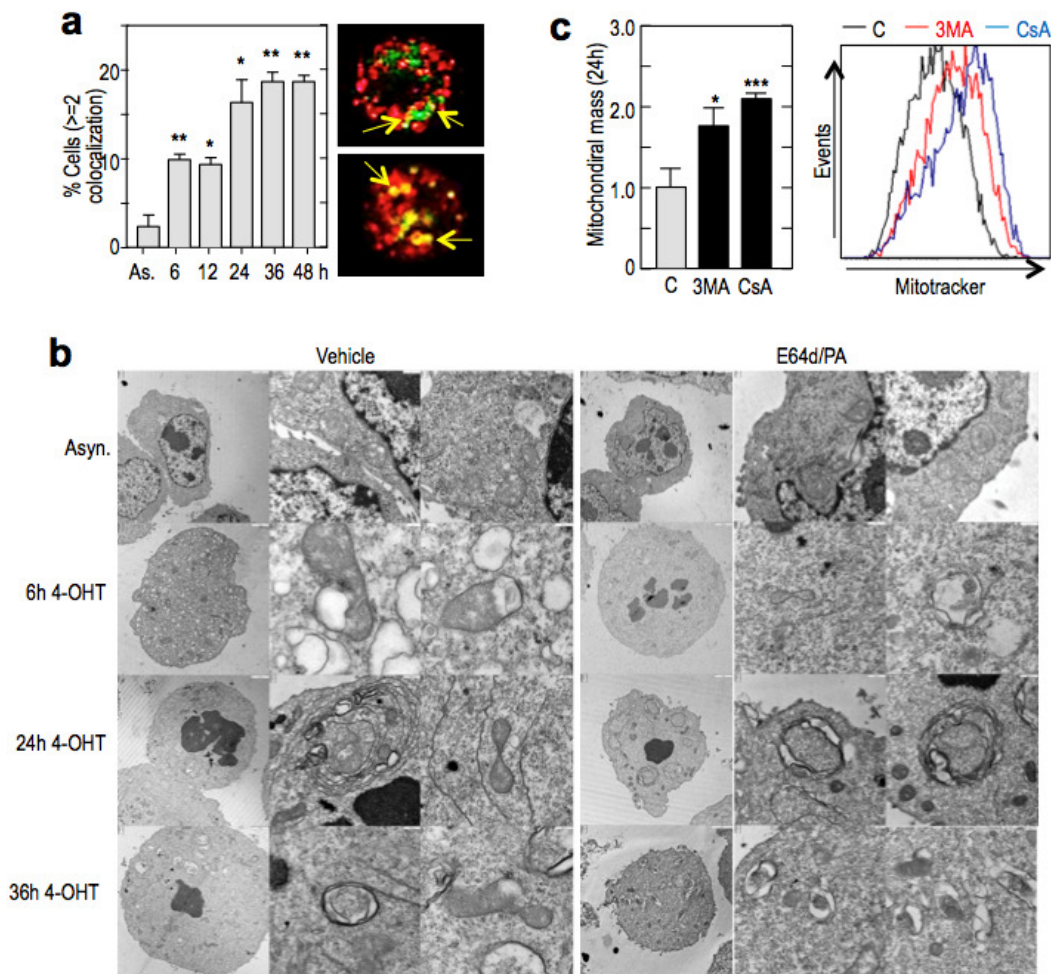 a
% Cells (>=2
colocalization)
20
10
0
** * * ** **
As. 6 12 24 36 48 h
c
Mitochondiral mass (24h)
3.0
2.0
1.0
0.0
* ***
C 3MA CsA
C 3MA CsA
Events
Mitotracker
b
Vehicle E64d/PA
Asyn.
6h 4-OHT
24h 4-OHT
36h 4-OHT